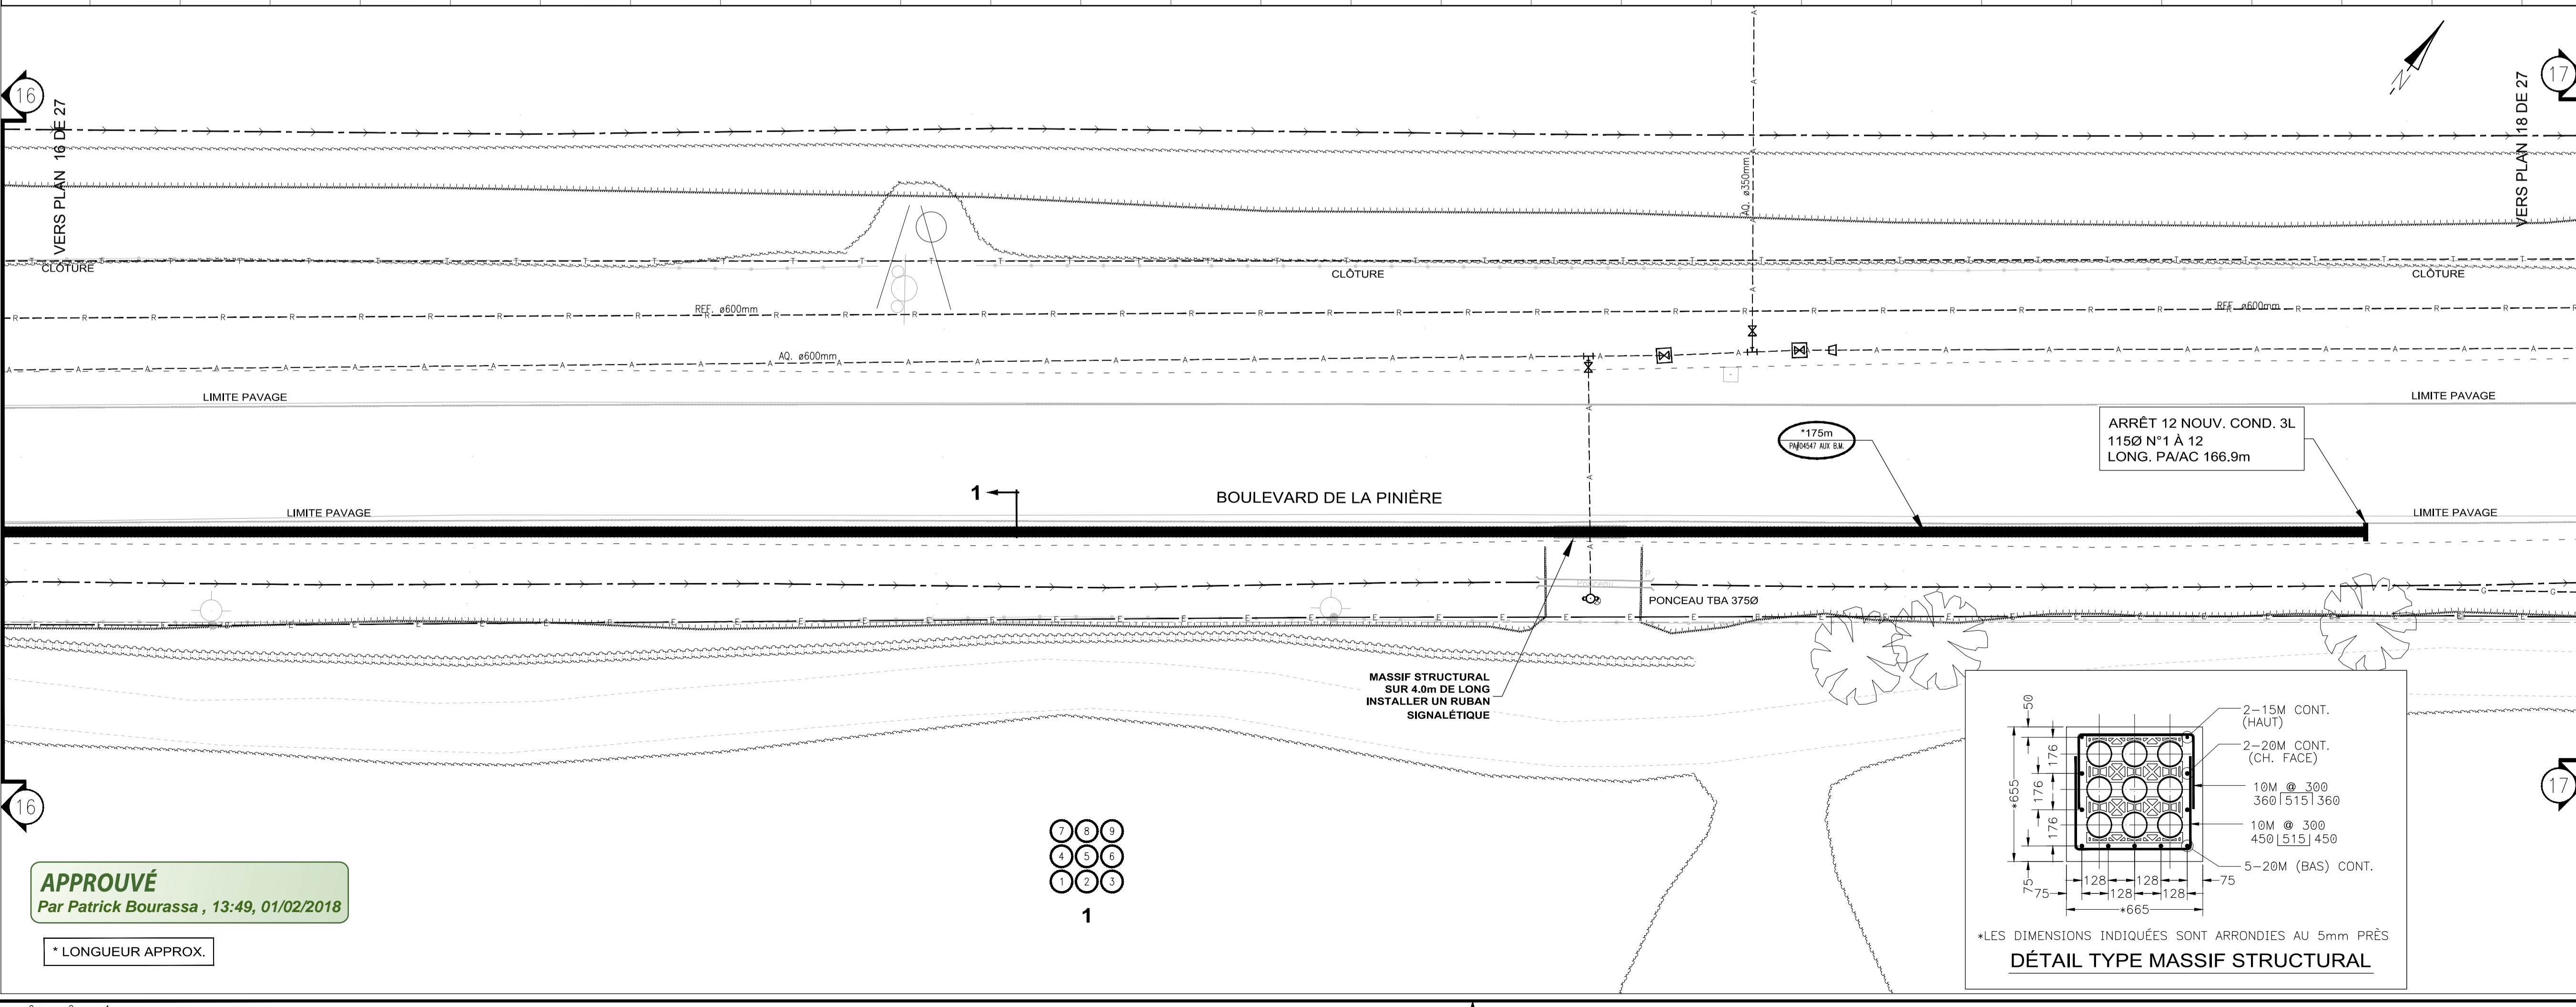 16
VERS PLAN 16 DE 27
17
VERS PLAN 18 DE 27
N
AQ. ø350mm
CLÔTURE
CLÔTURE
CLÔTURE
REF. ø600mm
REF. ø600mm
AQ. ø600mm
LIMITE PAVAGE
LIMITE PAVAGE
*175m
ARRÊT 12 NOUV. COND. 3L
115Ø N°1 À 12
LONG. PA/AC 166.9m
1
BOULEVARD DE LA PINIÈRE
LIMITE PAVAGE
LIMITE PAVAGE
Ponceau
PONCEAU TBA 375Ø
MASSIF STRUCTURAL
SUR 4.0m DE LONG
INSTALLER UN RUBAN
SIGNALÉTIQUE
16
17
7 8 9
4 5 6
1 2 3
1
APPROUVÉ
Par Patrick Bourassa , 13:49, 01/02/2018
* LONGUEUR APPROX.
50
176
176
176
*655
75
75
128
128
128
128
75
*665
2-15M CONT.
(HAUT)
2-20M CONT.
(CH. FACE)
10M @ 300
360 515 360
10M @ 300
450 515 450
5-20M (BAS) CONT.
*LES DIMENSIONS INDIQUÉES SONT ARRONDIES AU 5mm PRÈS
DÉTAIL TYPE MASSIF STRUCTURAL